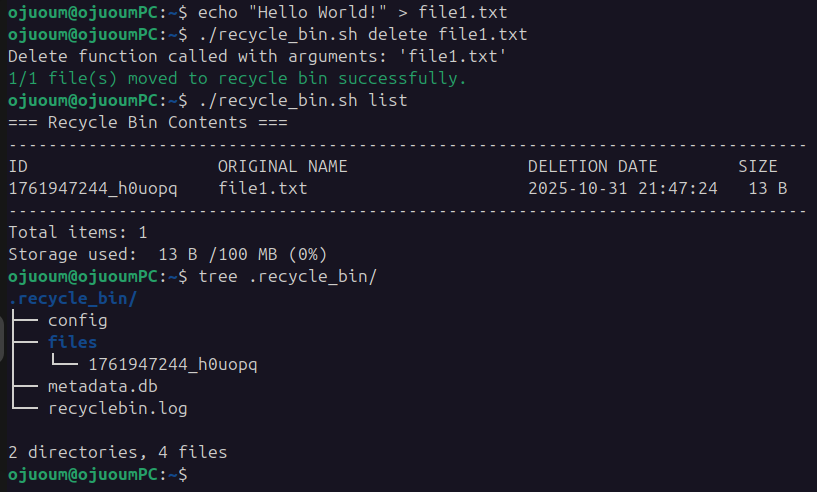 ojuoum@ojuoumPC:~$ echo "Hello World!" > file1.txt
ojuoum@ojuoumPC:~$ ./recycle_bin.sh delete file1.txt
Delete function called with arguments: 'file1.txt'
1/1 file(s) moved to recycle bin successfully.
ojuoum@ojuoumPC:~$ ./recycle_bin.sh list
=== Recycle Bin Contents ===
--------------------------------------------------------------------------------
ID                   ORIGINAL NAME                  DELETION DATE        SIZE
1761947244_h0uopq    file1.txt                      2025-10-31 21:47:24   13 B
--------------------------------------------------------------------------------
Total items: 1
Storage used:  13 B /100 MB (0%)
ojuoum@ojuoumPC:~$ tree .recycle_bin/
.recycle_bin/
├── config
├── files
│   └── 1761947244_h0uopq
├── metadata.db
└── recyclebin.log

2 directories, 4 files
ojuoum@ojuoumPC:~$